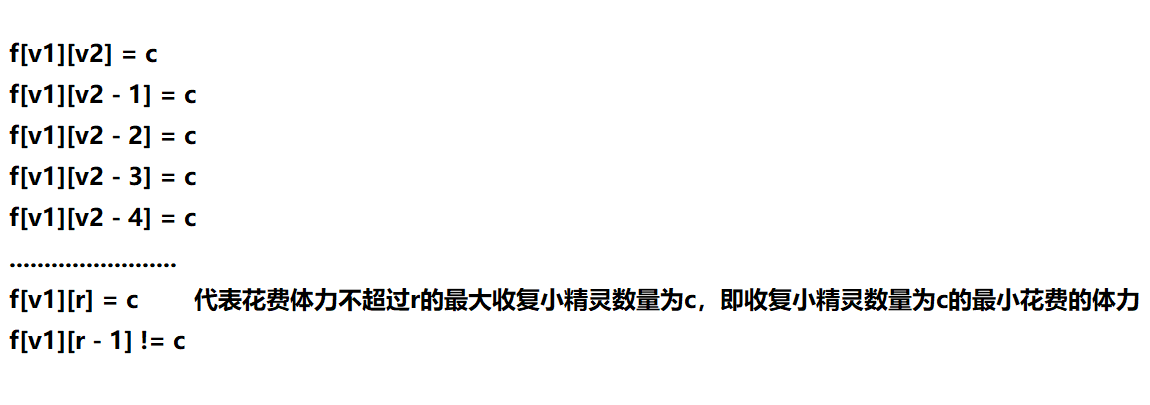 f[v1][v2] = c
f[v1][v2 - 1] = c
f[v1][v2 - 2] = c
f[v1][v2 - 3] = c
f[v1][v2 - 4] = c
........................
f[v1][r] = c 代表花费体力不超过r的最大收复小精灵数量为c，即收复小精灵数量为c的最小花费的体力
f[v1][r - 1] != c